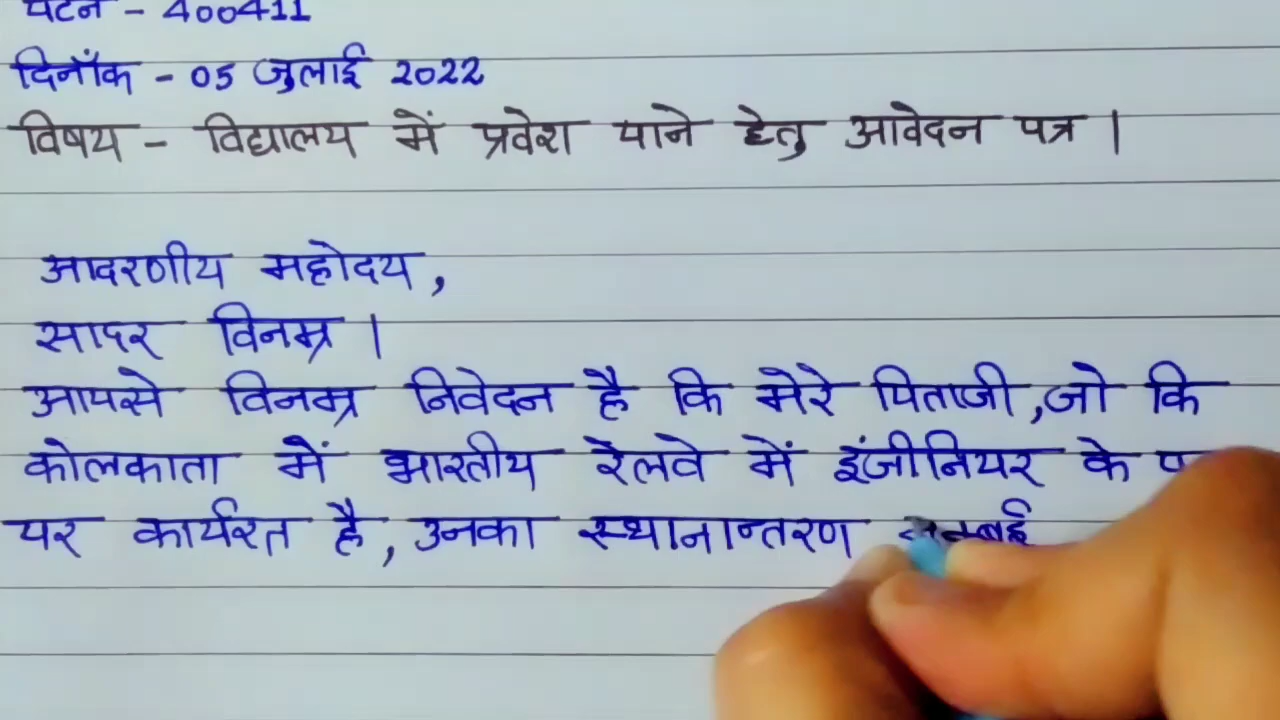 पटन - 400411
दिनाँक - 05 जुलाई 2022
विषय - विद्यालय में प्रवेश पाने हेतु आवेदन पत्र ।
आदरणीय महोदय ,
सादर विनम्र ।
आपसे विनम्र निवेदन है कि मेरे पिताजी ,जो कि
कोलकाता में भारतीय रेलवे में इंजीनियर के
पर कार्यरत है , उनका स्थानान्तरण मुम्बई